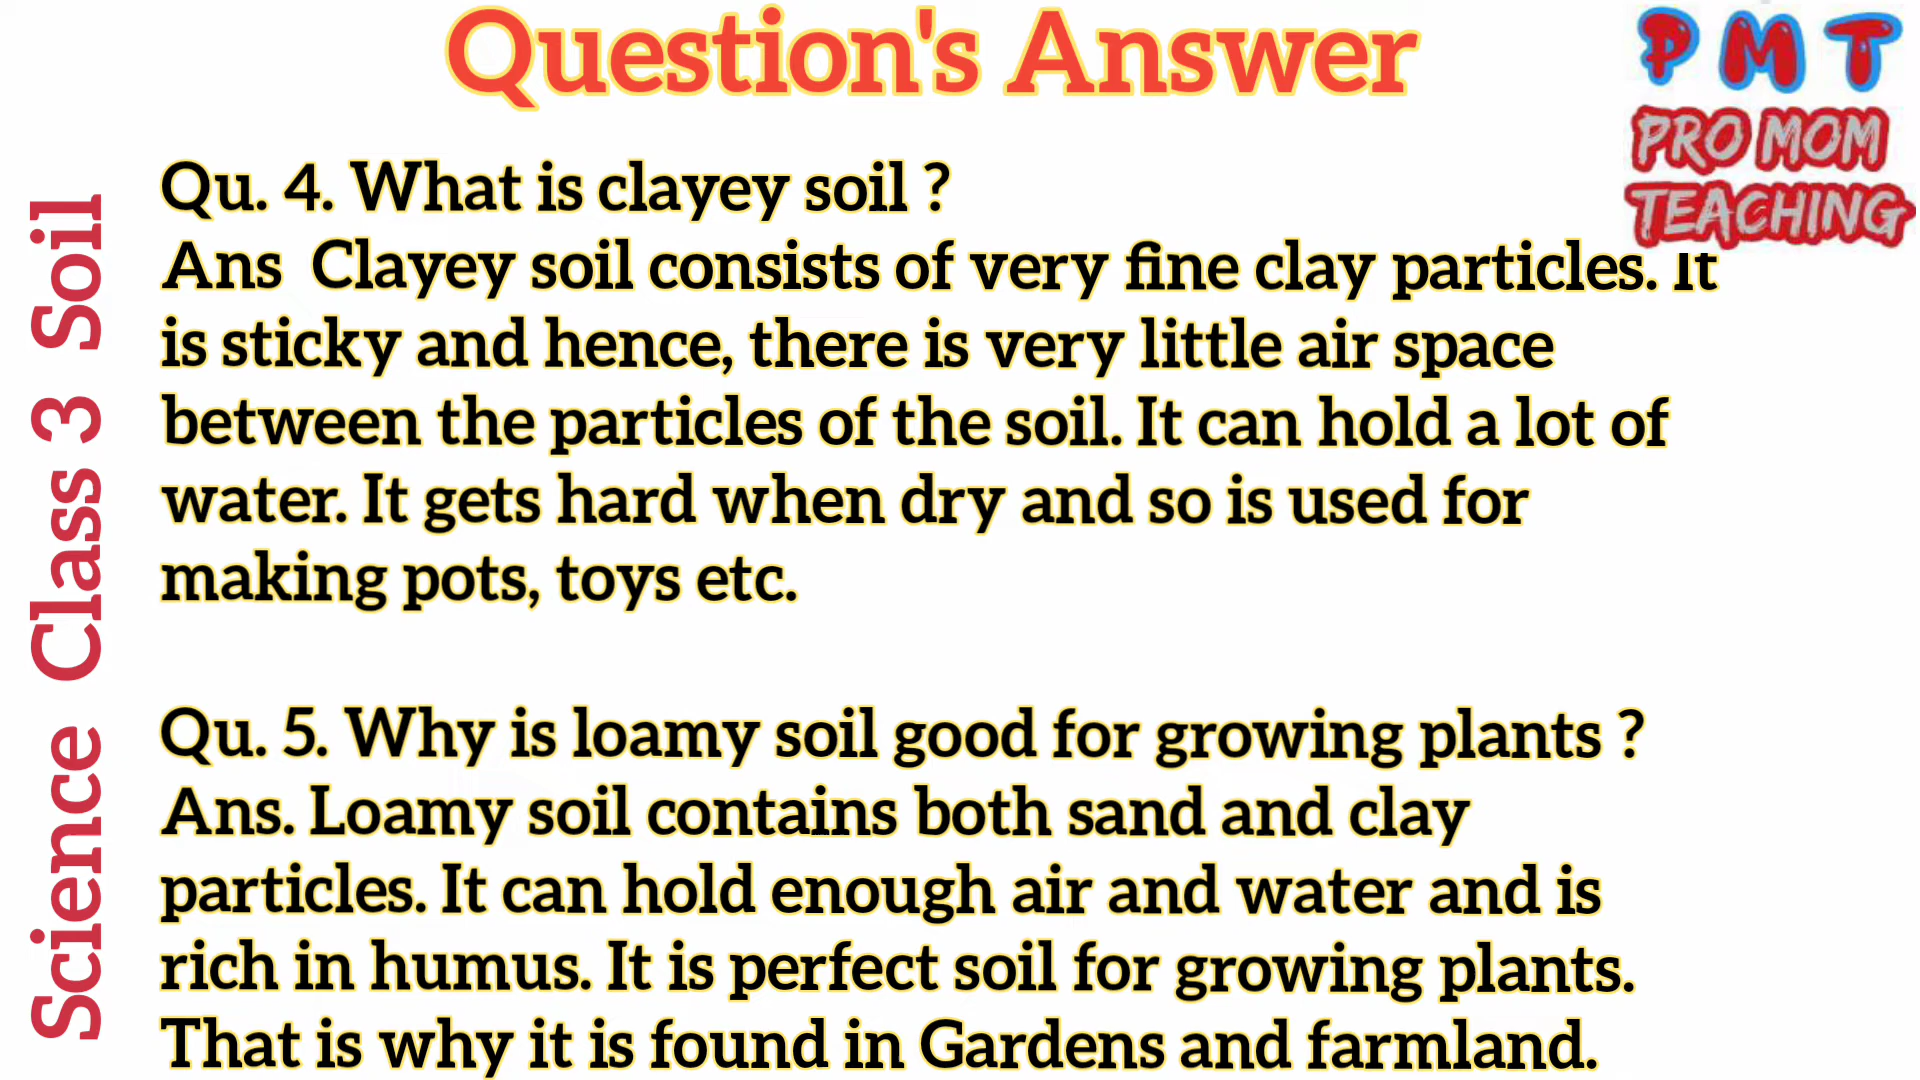 Question's Answer
P M T
PRO MOM
TEACHING
Science Class 3 Soil
Qu. 4. What is clayey soil ?
Ans Clayey soil consists of very fine clay particles. It
is sticky and hence, there is very little air space
between the particles of the soil. It can hold a lot of
water. It gets hard when dry and so is used for
making pots, toys etc.
Qu. 5. Why is loamy soil good for growing plants ?
Ans. Loamy soil contains both sand and clay
particles. It can hold enough air and water and is
rich in humus. It is perfect soil for growing plants.
That is why it is found in Gardens and farmland.